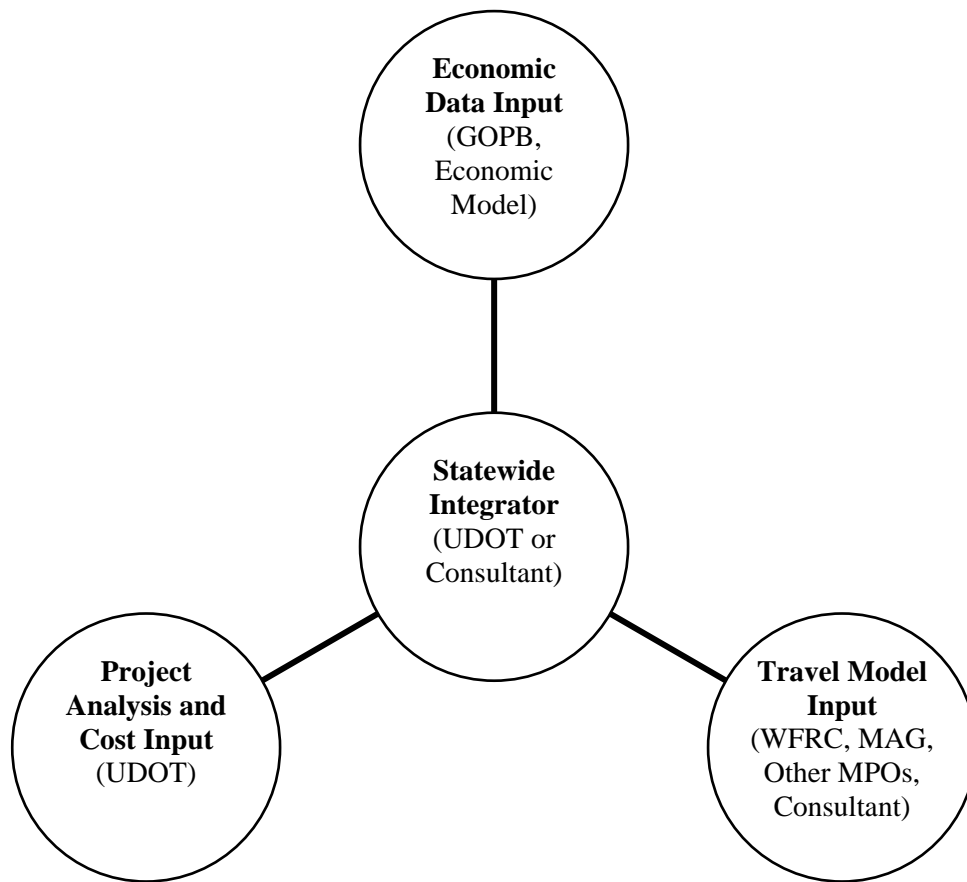 Economic
Data Input
(GOPB,
Economic
Model)
Statewide
Integrator
(UDOT or
Consultant)
Project
Analysis and
Cost Input
(UDOT)
Travel Model
Input
(WFRC, MAG,
Other MPOs,
Consultant)